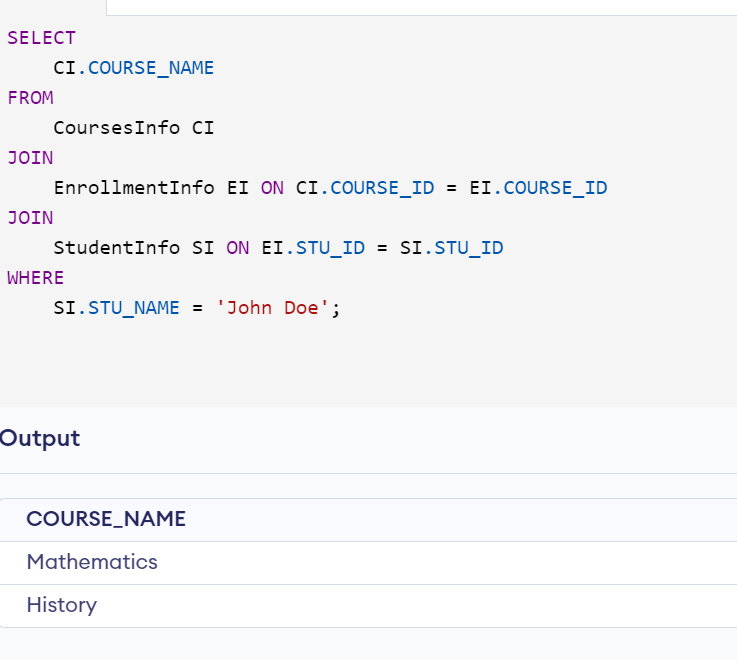 SELECT
    CI.COURSE_NAME
FROM
    CoursesInfo CI
JOIN
    EnrollmentInfo EI ON CI.COURSE_ID = EI.COURSE_ID
JOIN
    StudentInfo SI ON EI.STU_ID = SI.STU_ID
WHERE
    SI.STU_NAME = 'John Doe';
Output
COURSE_NAME
Mathematics
History